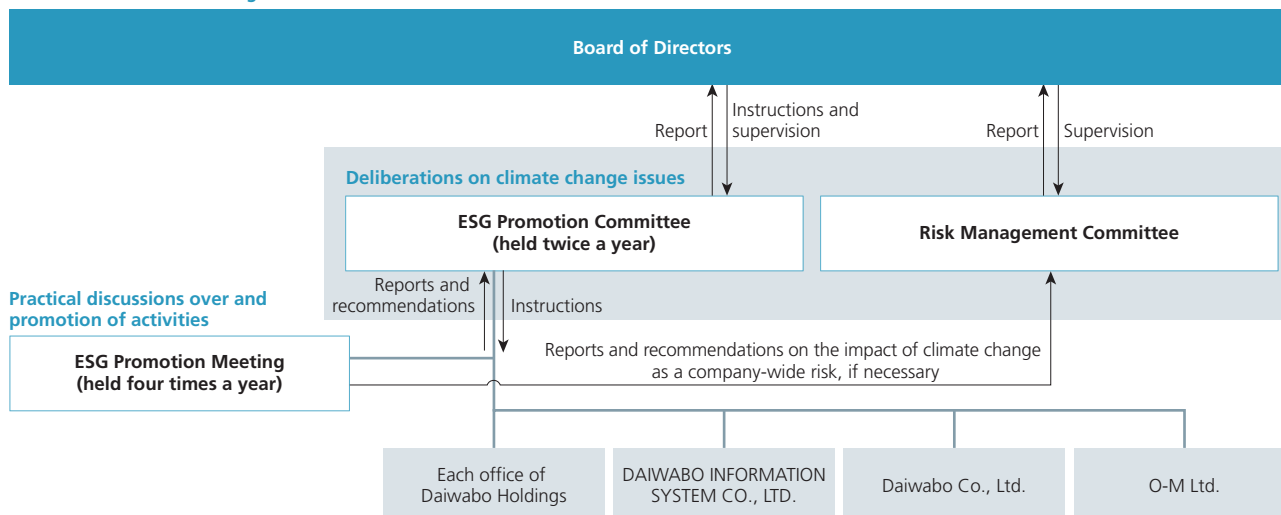 Board of Directors
Report
Instructions and
supervision
Report
Supervision
Deliberations on climate change issues
ESG Promotion Committee
(held twice a year)
Risk Management Committee
Reports and
recommendations
Instructions
Practical discussions over and
promotion of activities
ESG Promotion Meeting
(held four times a year)
Reports and recommendations on the impact of climate change
as a company-wide risk, if necessary
Each office of
Daiwabo Holdings
DAIWABO INFORMATION
SYSTEM CO., LTD.
Daiwabo Co., Ltd.
O-M Ltd.